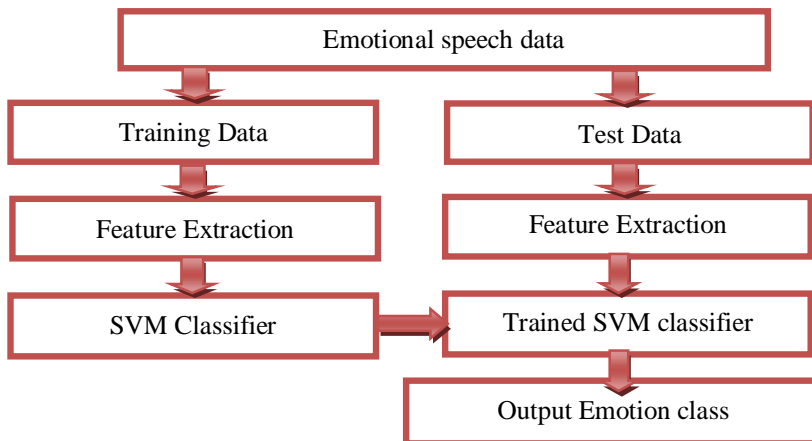 Emotional speech data
Training Data
Test Data
Feature Extraction
Feature Extraction
SVM Classifier
Trained SVM classifier
Output Emotion class